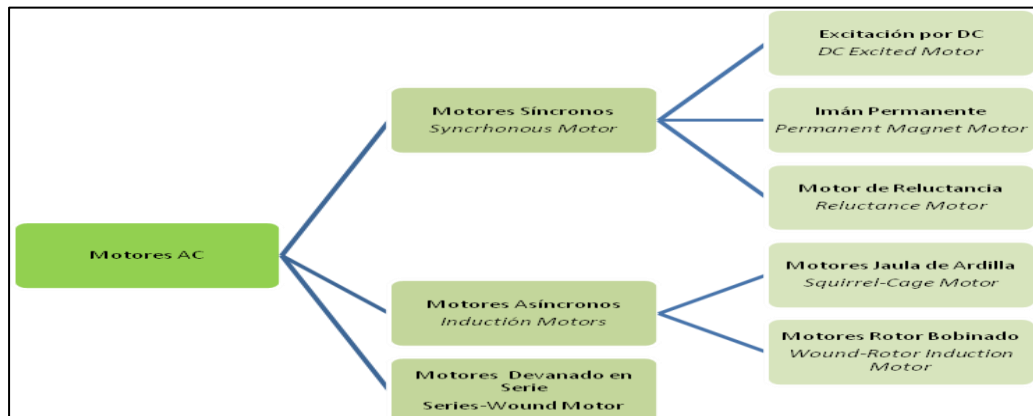 Motores AC
Motores Síncronos
Syncrhonous Motor
Excitación por DC
DC Excited Motor
Imán Permanente
Permanent Magnet Motor
Motor de Reluctancia
Reluctance Motor
Motores Asíncronos
Inductión Motors
Motores Jaula de Ardilla
Squirrel-Cage Motor
Motores Rotor Bobinado
Wound-Rotor Induction
Motor
Motores Devanado en
Serie
Series-Wound Motor